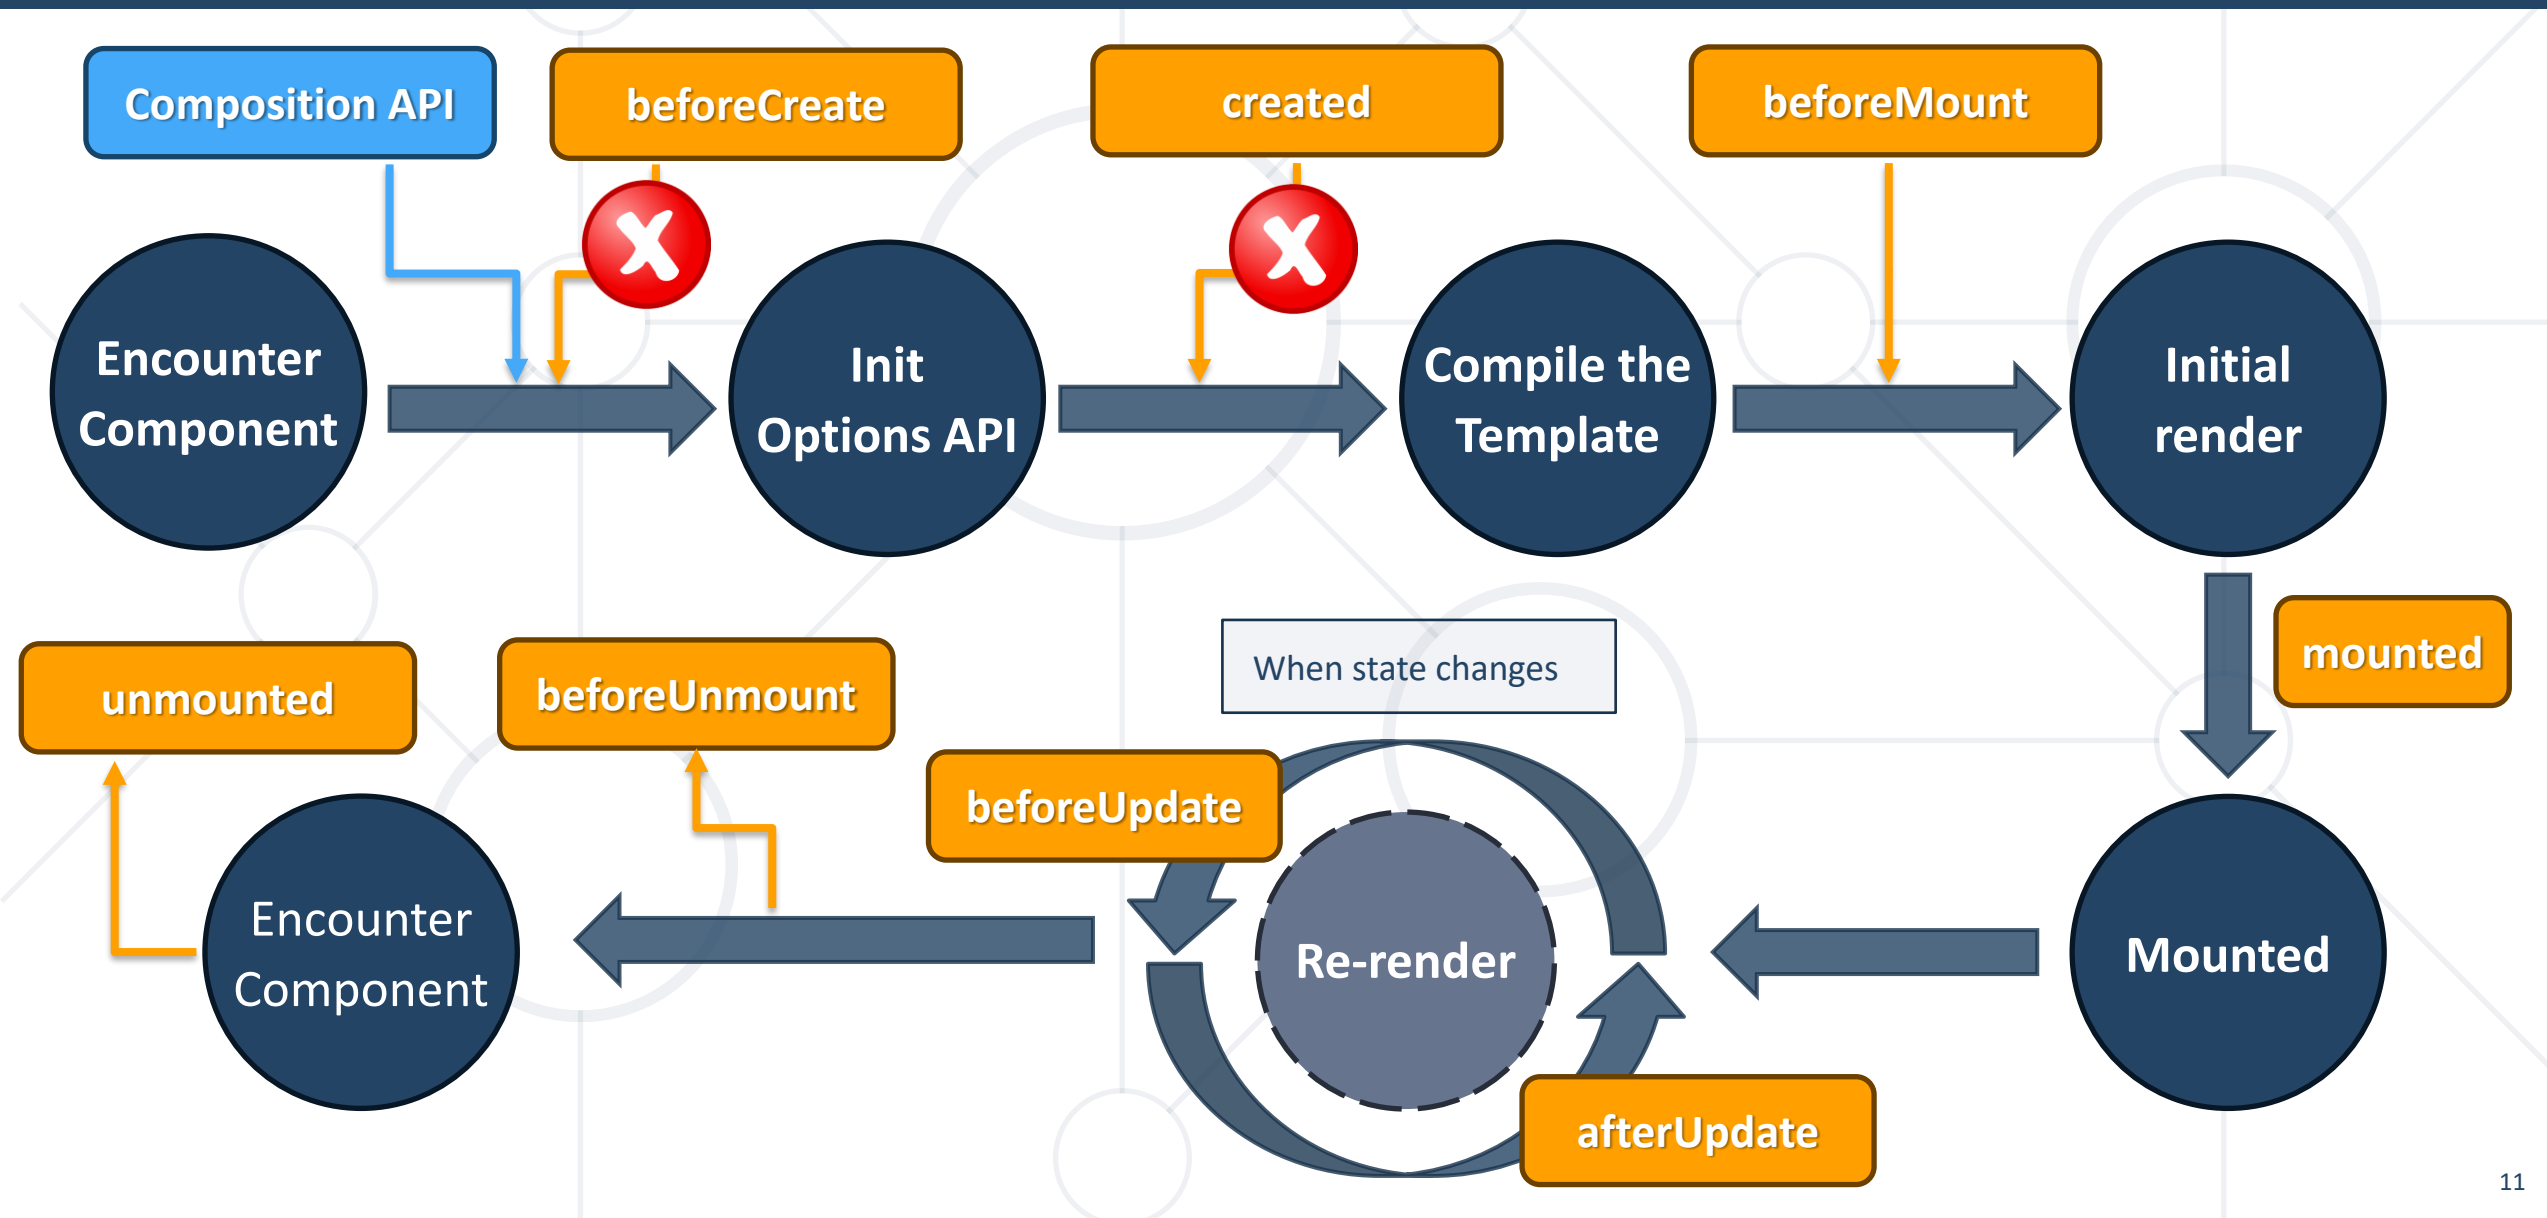 Composition API
beforeCreate
created
beforeMount
Encounter
Component
Init
Options API
Compile the
Template
Initial
render
mounted
unmounted
beforeUnmount
When state changes
beforeUpdate
Encounter
Component
Re-render
Mounted
afterUpdate
11